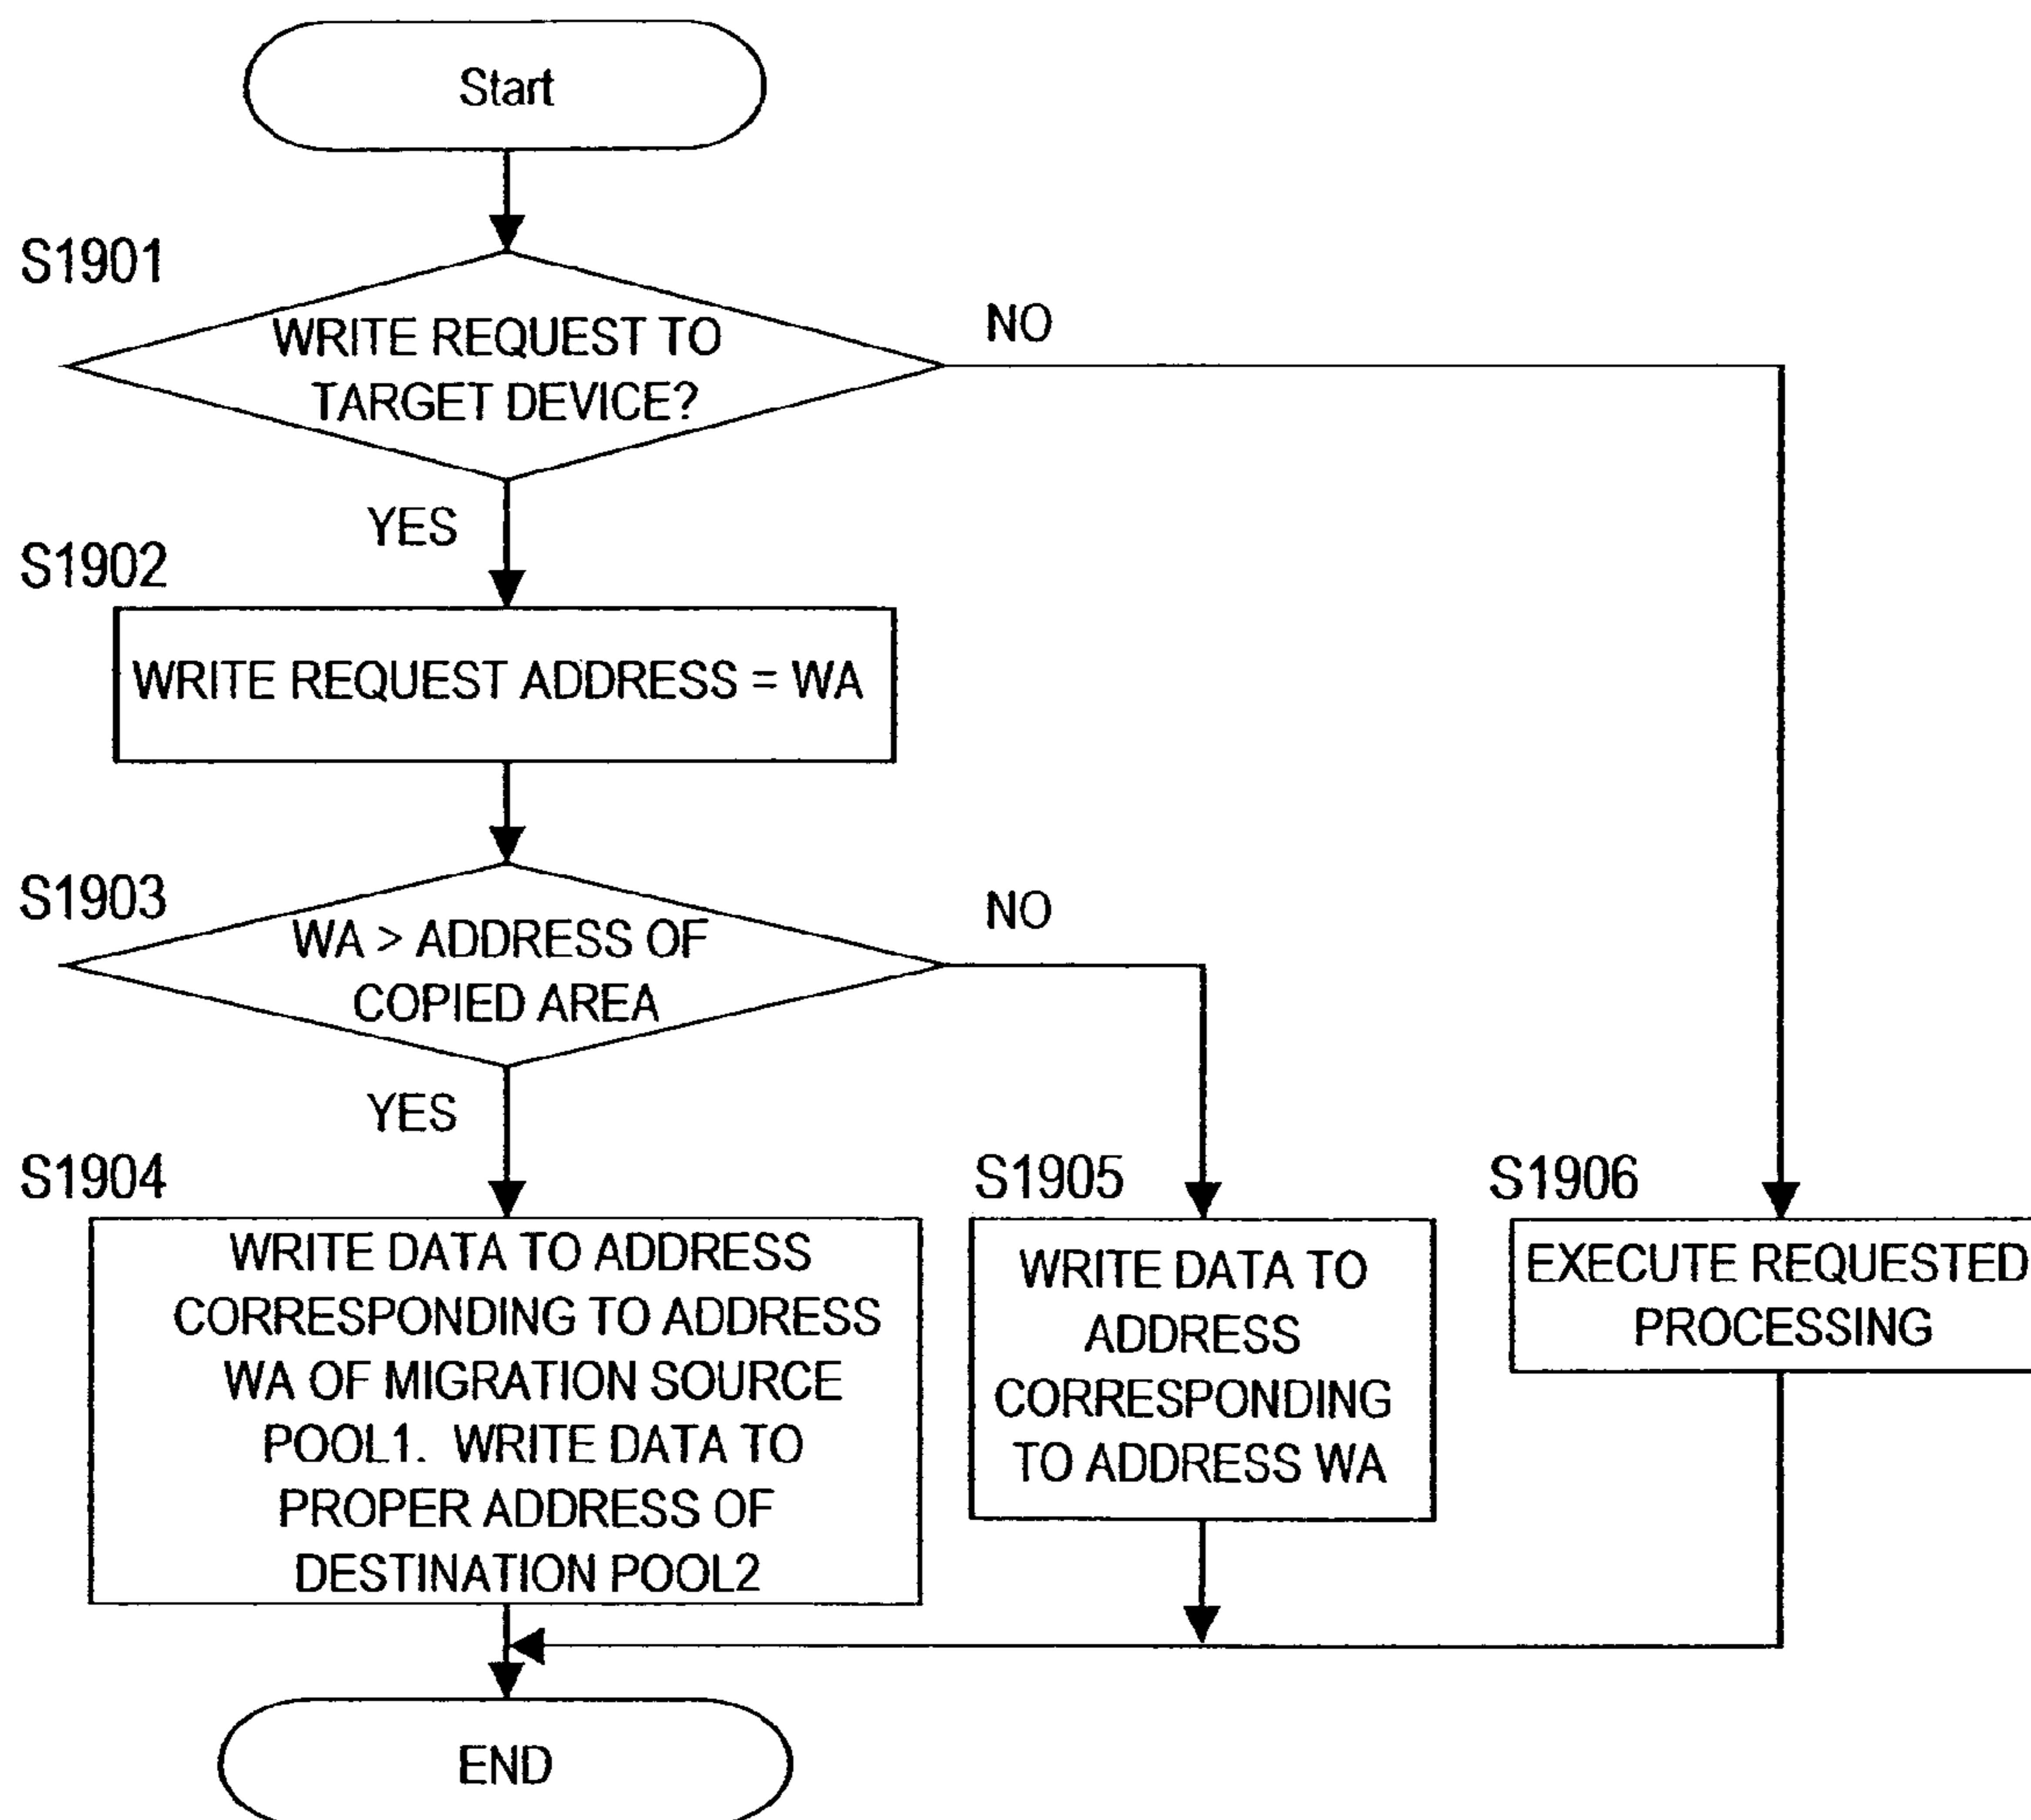 Start
S1901
WRITE REQUEST TO
TARGET DEVICE?
NO
YES
S1902
WRITE REQUEST ADDRESS = WA
S1903
WA > ADDRESS OF
COPIED AREA
NO
YES
S1904
WRITE DATA TO ADDRESS
CORRESPONDING TO ADDRESS
WA OF MIGRATION SOURCE
POOL1. WRITE DATA TO
PROPER ADDRESS OF
DESTINATION POOL2
S1905
WRITE DATA TO
ADDRESS
CORRESPONDING
TO ADDRESS WA
S1906
EXECUTE REQUESTED
PROCESSING
END